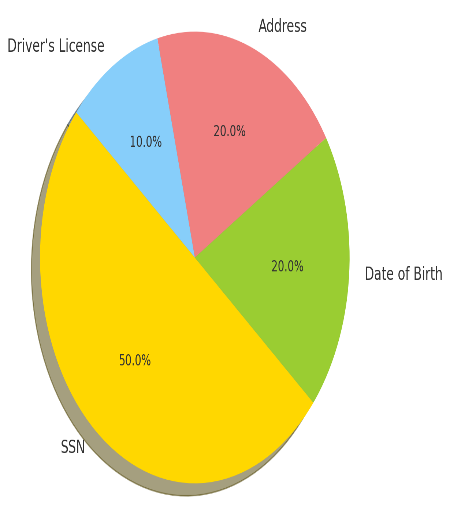 Address
Driver's License
20.0%
10.0%
20.0%
Date of Birth
50.0%
SSN